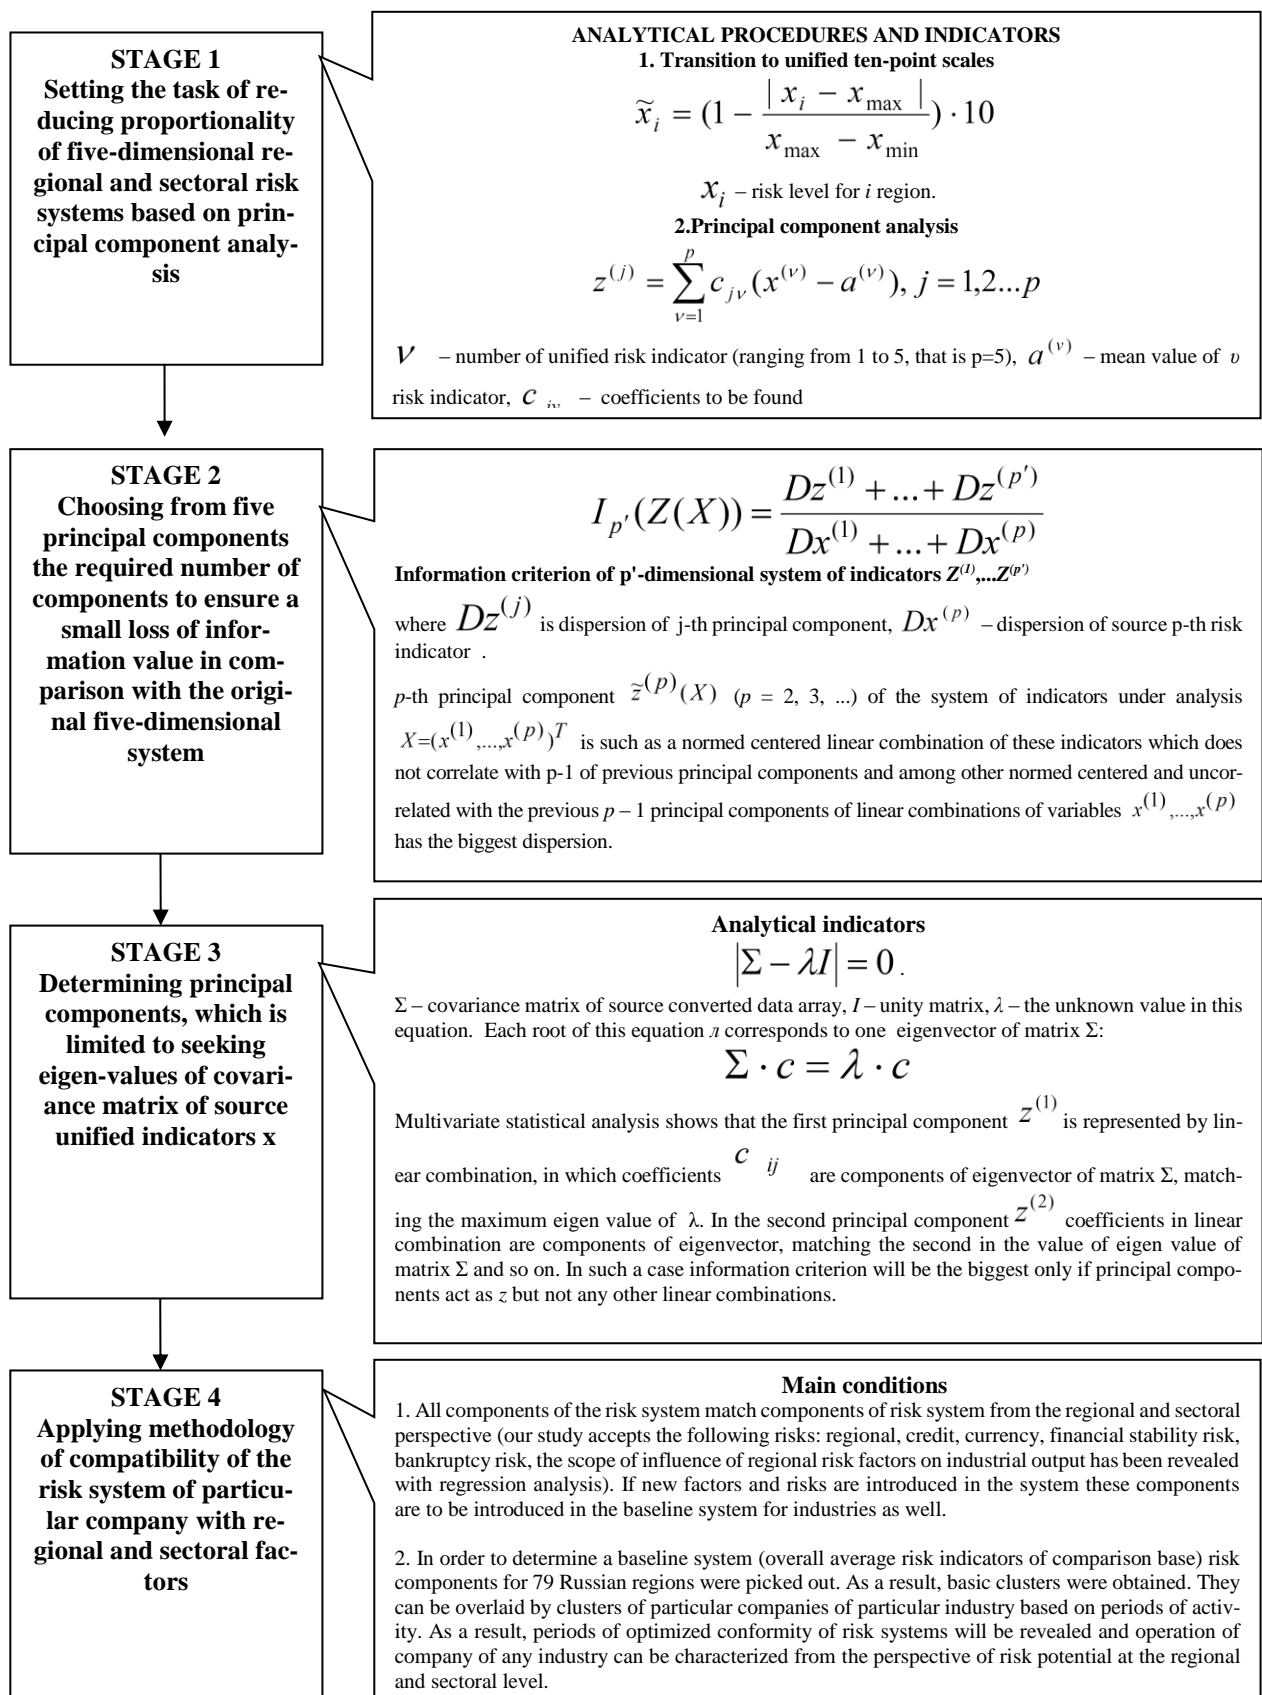 STAGE 1
Setting the task of re-
ducing proportionality
of five-dimensional re-
gional and sectoral risk
systems based on prin-
cipal component analy-
sis
ANALYTICAL PROCEDURES AND INDICATORS
1. Transition to unified ten-point scales
x̃_i = (1 − | x_i − x_max | / (x_max − x_min)) · 10
x_i – risk level for i region.
2.Principal component analysis
z^(j) = ∑_{ν=1}^{p} c_jν (x^(ν) − a^(ν)), j = 1,2...p
ν – number of unified risk indicator (ranging from 1 to 5, that is p=5), a^(ν) – mean value of υ
risk indicator, c_jν – coefficients to be found
STAGE 2
Choosing from five
principal components
the required number of
components to ensure a
small loss of infor-
mation value in com-
parison with the origi-
nal five-dimensional
system
I_p′(Z(X)) = (Dz^(1) + ... + Dz^(p′)) / (Dx^(1) + ... + Dx^(p))
Information criterion of p'-dimensional system of indicators Z^(1),...Z^(p')
where Dz^(j) is dispersion of j-th principal component, Dx^(p) – dispersion of source p-th risk
indicator .
p-th principal component z̃^(p)(X) (p = 2, 3, ...) of the system of indicators under analysis
X=(x^(1),...,x^(p))^T is such as a normed centered linear combination of these indicators which does
not correlate with p-1 of previous principal components and among other normed centered and uncor-
related with the previous p – 1 principal components of linear combinations of variables x^(1),...,x^(p)
has the biggest dispersion.
STAGE 3
Determining principal
components, which is
limited to seeking
eigen-values of covari-
ance matrix of source
unified indicators x
Analytical indicators
|Σ − λI| = 0 .
Σ – covariance matrix of source converted data array, I – unity matrix, λ – the unknown value in this
equation. Each root of this equation л corresponds to one eigenvector of matrix Σ:
Σ · c = λ · c
Multivariate statistical analysis shows that the first principal component z^(1) is represented by lin-
ear combination, in which coefficients c_ij are components of eigenvector of matrix Σ, match-
ing the maximum eigen value of λ. In the second principal component z^(2) coefficients in linear
combination are components of eigenvector, matching the second in the value of eigen value of
matrix Σ and so on. In such a case information criterion will be the biggest only if principal compo-
nents act as z but not any other linear combinations.
STAGE 4
Applying methodology
of compatibility of the
risk system of particu-
lar company with re-
gional and sectoral fac-
tors
Main conditions
1. All components of the risk system match components of risk system from the regional and sectoral
perspective (our study accepts the following risks: regional, credit, currency, financial stability risk,
bankruptcy risk, the scope of influence of regional risk factors on industrial output has been revealed
with regression analysis). If new factors and risks are introduced in the system these components
are to be introduced in the baseline system for industries as well.
2. In order to determine a baseline system (overall average risk indicators of comparison base) risk
components for 79 Russian regions were picked out. As a result, basic clusters were obtained. They
can be overlaid by clusters of particular companies of particular industry based on periods of activ-
ity. As a result, periods of optimized conformity of risk systems will be revealed and operation of
company of any industry can be characterized from the perspective of risk potential at the regional
and sectoral level.